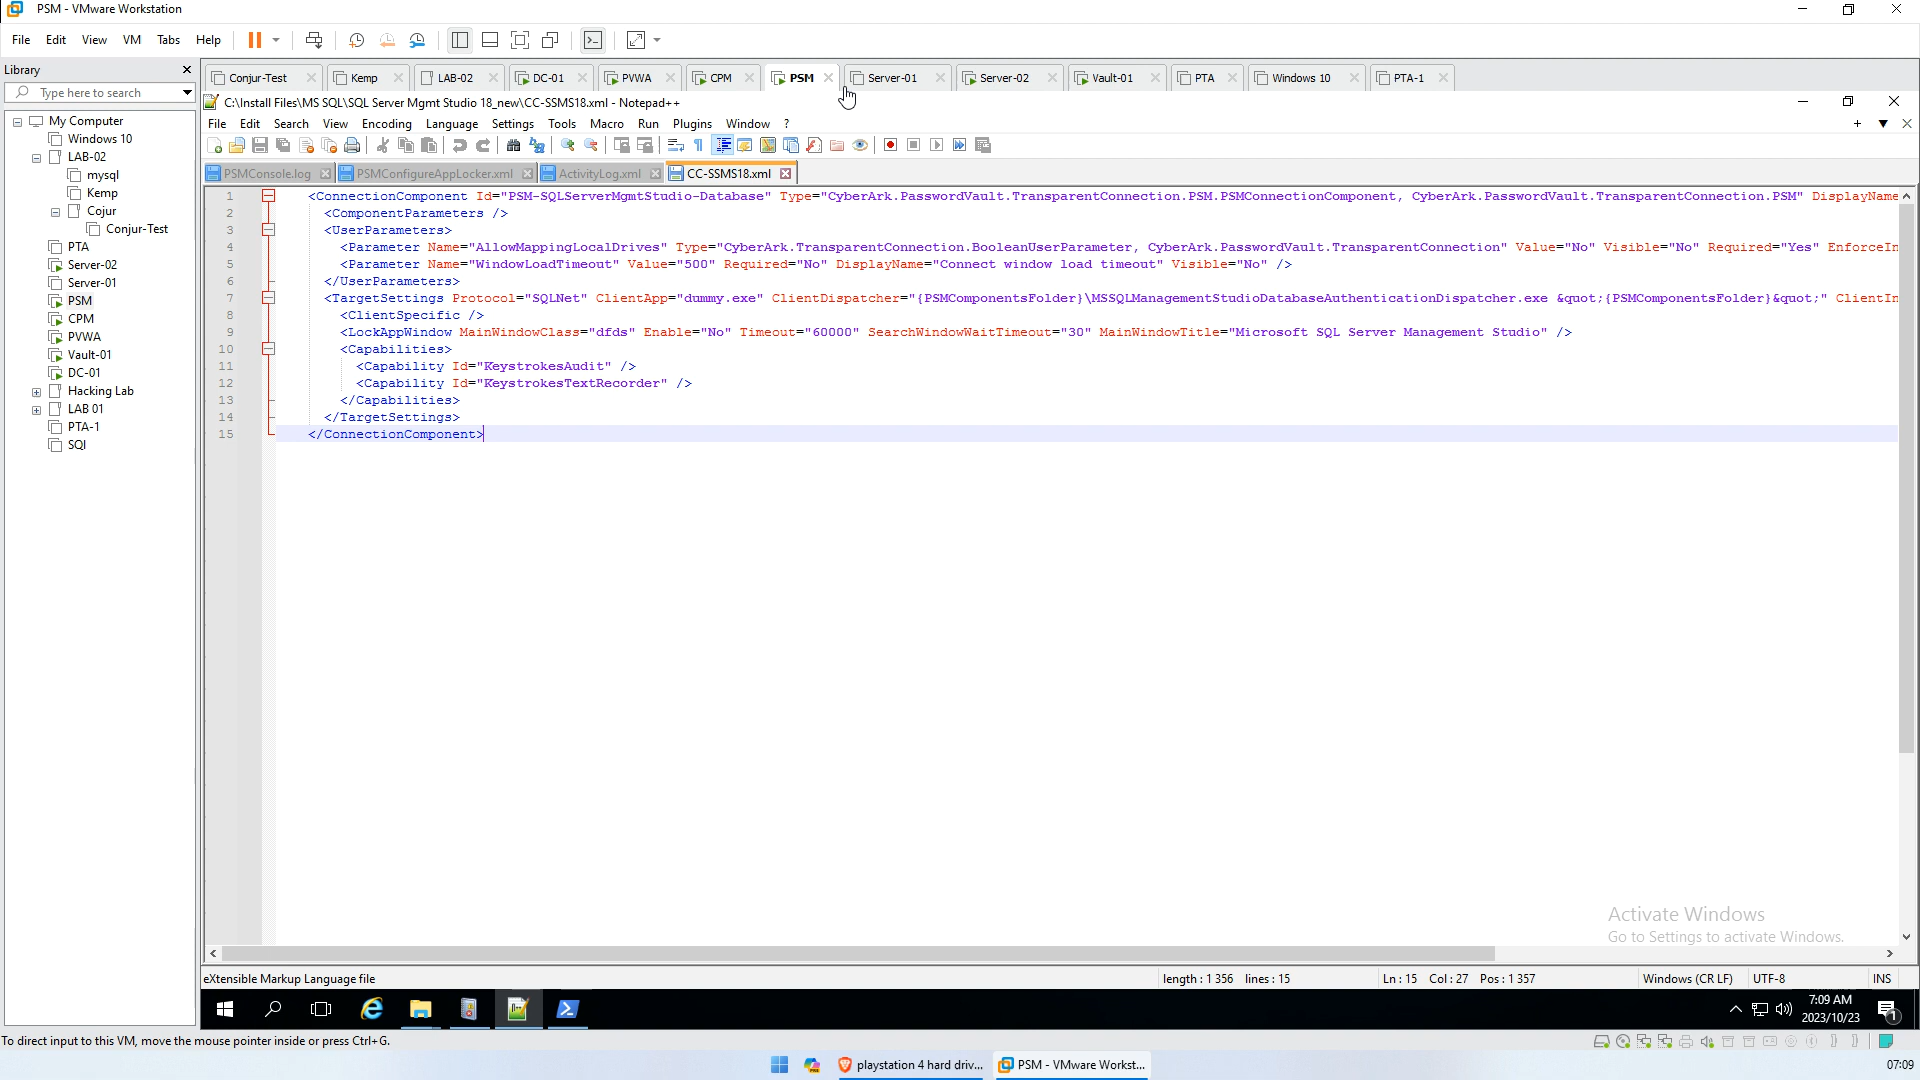 PSM - VMware Workstation
File Edit View VM Tabs Help
Library
Type here to search
My Computer
Windows 10
LAB-02
mysql
Kemp
Cojur
Conjur-Test
PTA
Server-02
Server-01
PSM
CPM
PVWA
Vault-01
DC-01
Hacking Lab
LAB 01
PTA-1
SQl
Conjur-Test Kemp LAB-02 DC-01 PVWA CPM PSM Server-01 Server-02 Vault-01 PTA Windows 10 PTA-1
C:\Install Files\MS SQL\SQL Server Mgmt Studio 18_new\CC-SSMS18.xml - Notepad++
File Edit Search View Encoding Language Settings Tools Macro Run Plugins Window ?
PSMConsole.log PSMConfigureAppLocker.xml ActivityLog.xml CC-SSMS18.xml
1 <ConnectionComponent Id="PSM-SQLServerMgmtStudio-Database" Type="CyberArk.PasswordVault.TransparentConnection.PSM.PSMConnectionComponent, CyberArk.PasswordVault.TransparentConnection.PSM" DisplayName
2 <ComponentParameters />
3 <UserParameters>
4 <Parameter Name="AllowMappingLocalDrives" Type="CyberArk.TransparentConnection.BooleanUserParameter, CyberArk.PasswordVault.TransparentConnection" Value="No" Visible="No" Required="Yes" EnforceIn
5 <Parameter Name="WindowLoadTimeout" Value="500" Required="No" DisplayName="Connect window load timeout" Visible="No" />
6 </UserParameters>
7 <TargetSettings Protocol="SQLNet" ClientApp="dummy.exe" ClientDispatcher="{PSMComponentsFolder}\MSSQLManagementStudioDatabaseAuthenticationDispatcher.exe &quot;{PSMComponentsFolder}&quot;" ClientIn
8 <ClientSpecific />
9 <LockAppWindow MainWindowClass="dfds" Enable="No" Timeout="60000" SearchWindowWaitTimeout="30" MainWindowTitle="Microsoft SQL Server Management Studio" />
10 <Capabilities>
11 <Capability Id="KeystrokesAudit" />
12 <Capability Id="KeystrokesTextRecorder" />
13 </Capabilities>
14 </TargetSettings>
15 </ConnectionComponent>
Activate Windows
Go to Settings to activate Windows.
eXtensible Markup Language file length : 1 356 lines : 15 Ln : 15 Col : 27 Pos : 1 357 Windows (CR LF) UTF-8 INS
7:09 AM
2023/10/23
1
To direct input to this VM, move the mouse pointer inside or press Ctrl+G.
playstation 4 hard driv... PSM - VMware Workst... 07:09